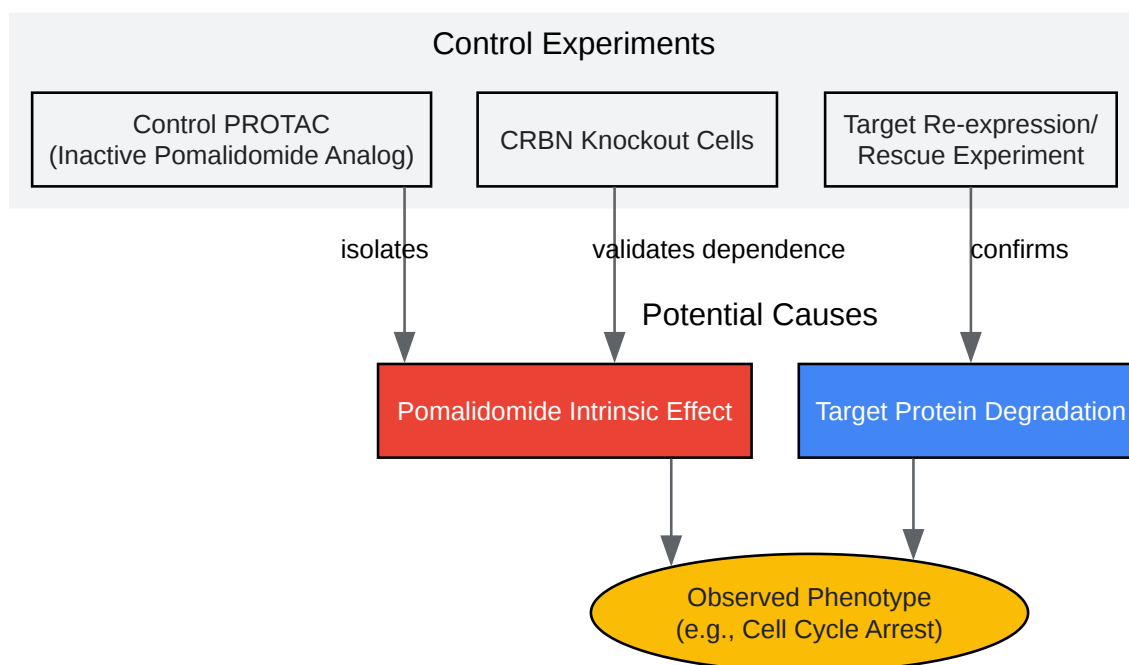 Control Experiments
Control PROTAC
(Inactive Pomalidomide Analog)
CRBN Knockout Cells
Target Re-expression/
Rescue Experiment
isolates
validates dependence
confirms
Potential Causes
Pomalidomide Intrinsic Effect
Target Protein Degradation
Observed Phenotype
(e.g., Cell Cycle Arrest)